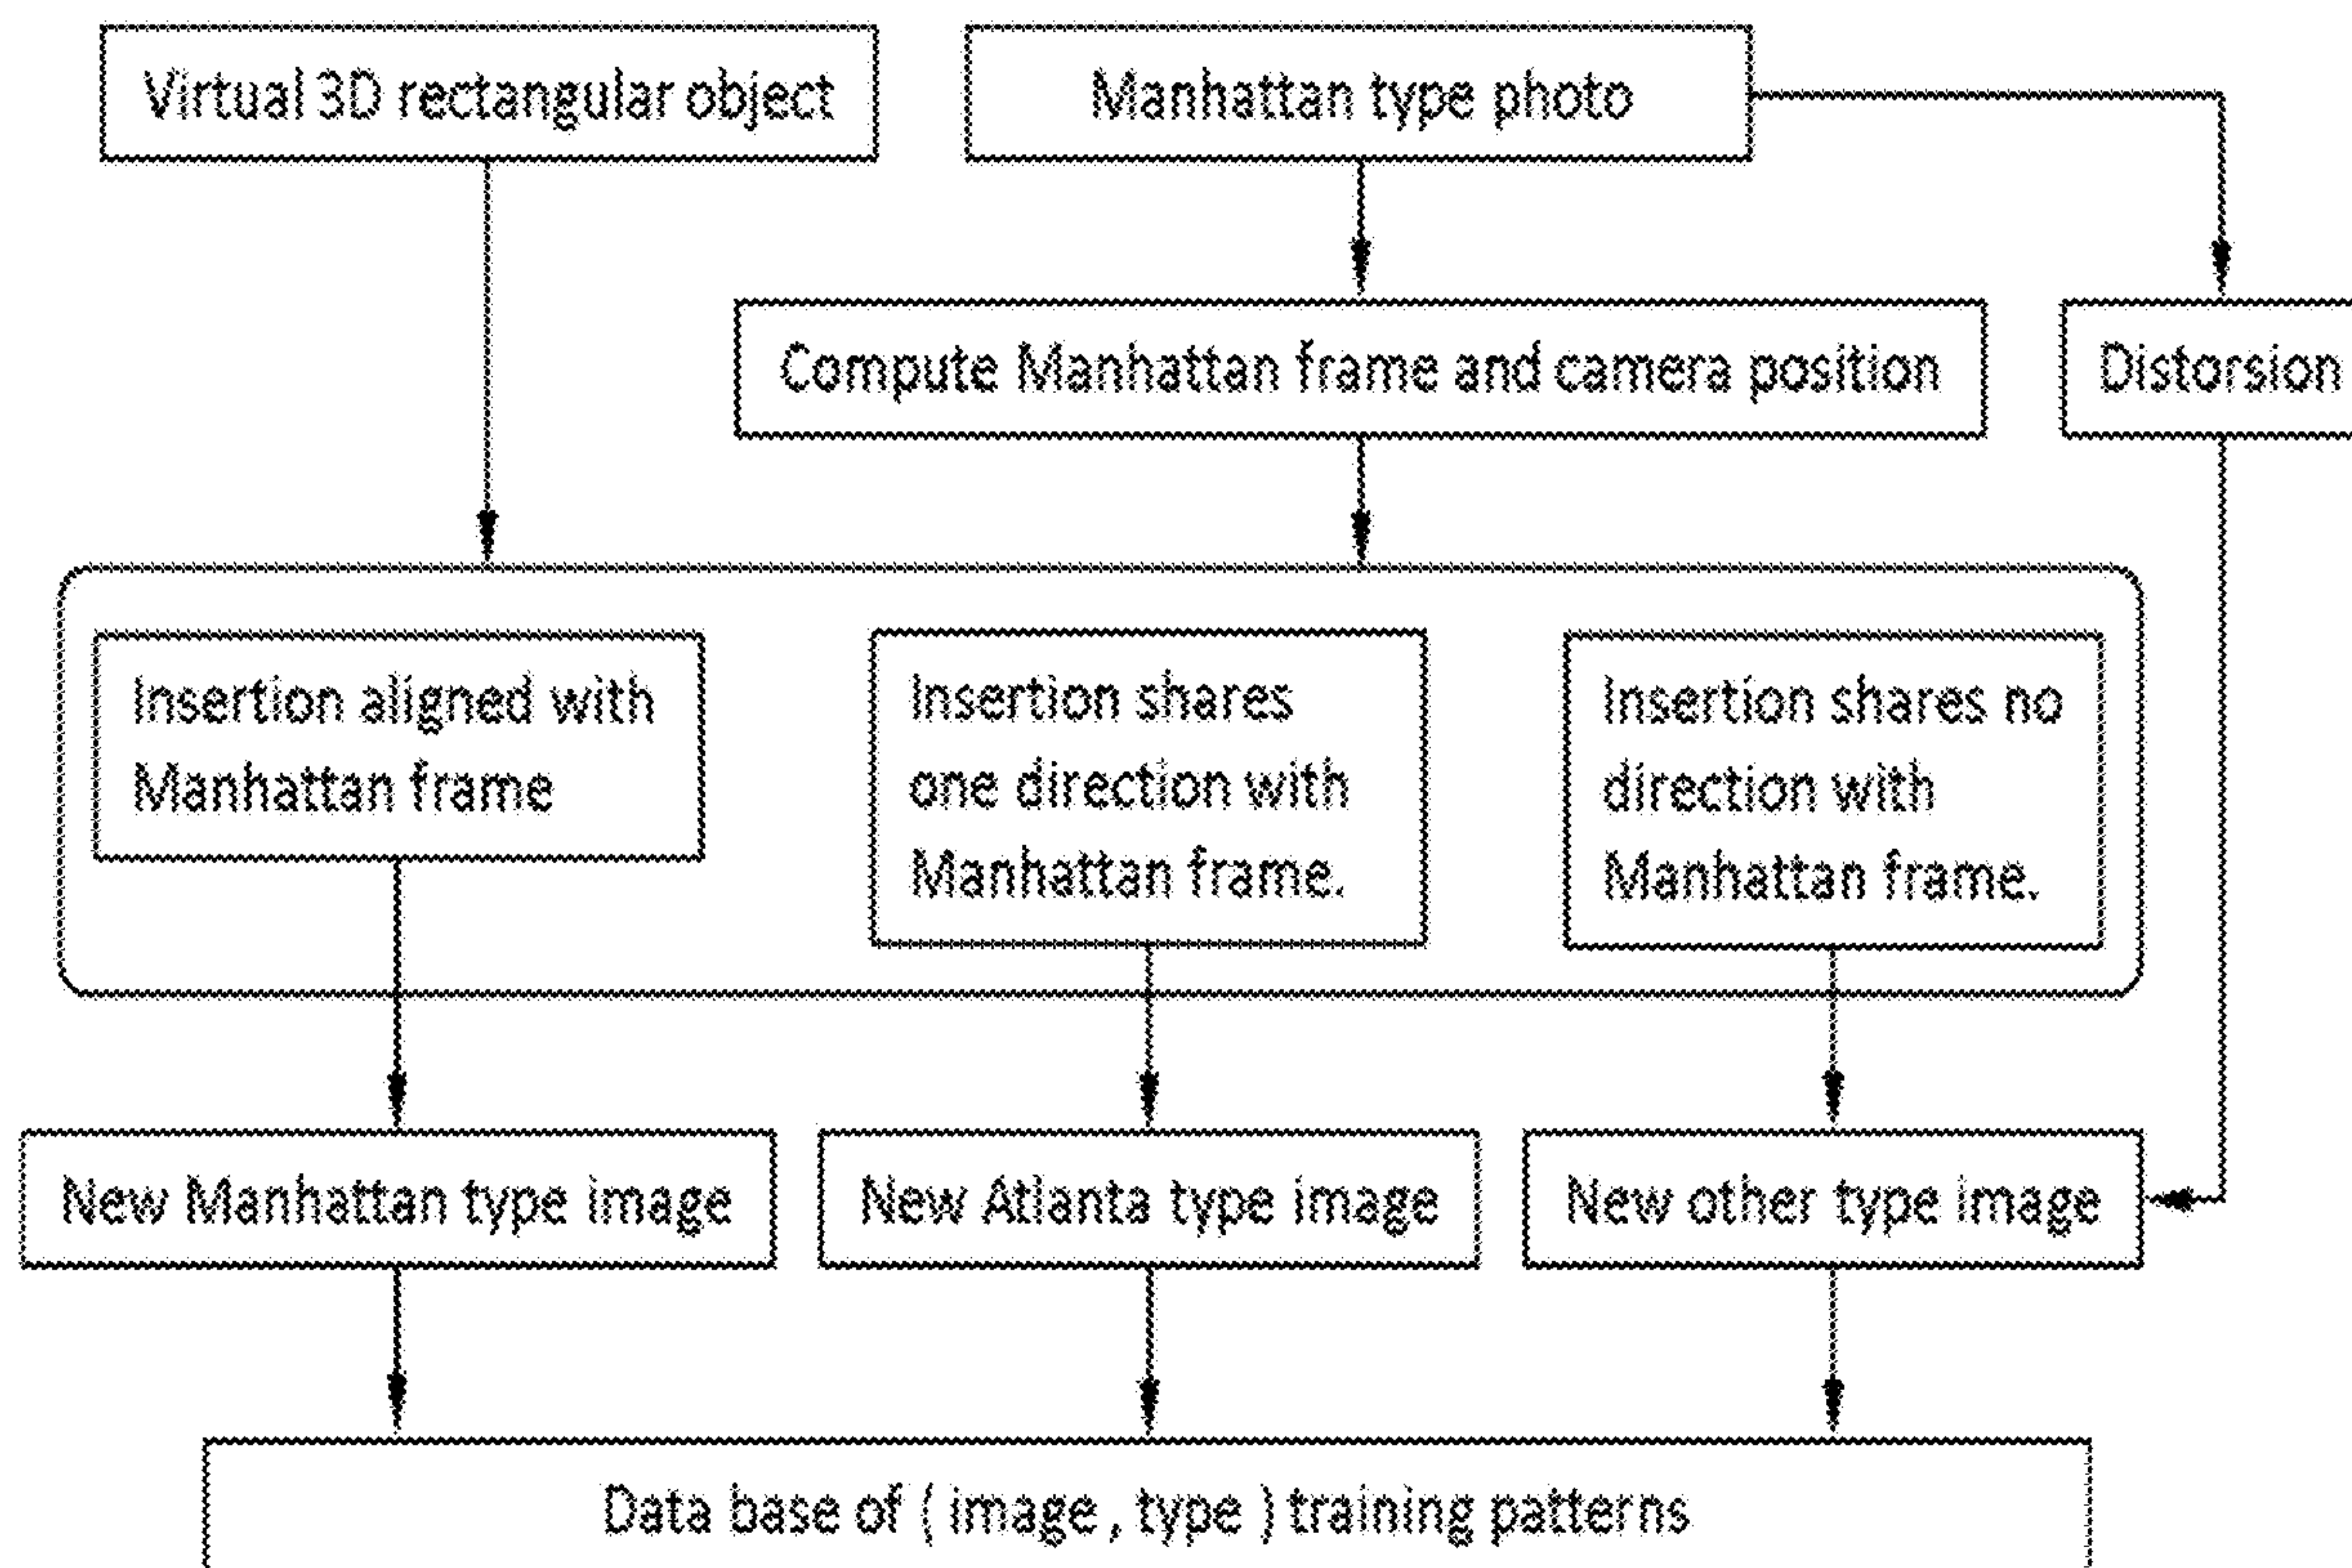 Virtual 3D rectangular object
Manhattan type photo
Compute Manhattan frame and camera position
Distorsion
Insertion aligned with
Manhattan frame
Insertion shares
one direction with
Manhattan frame.
Insertion shares no
direction with
Manhattan frame.
New Manhattan type image
New Atlanta type image
New other type image
Data base of ( image , type ) training patterns